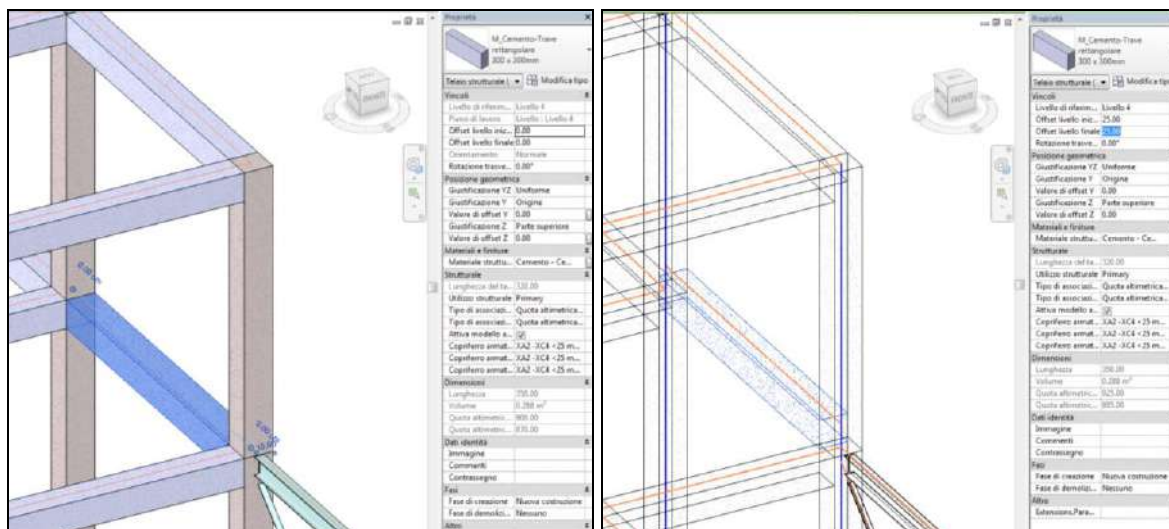 Proprietà
M_Cemento-Trave
rettangolare
300 x 300mm
Telaio strutturale (
Modifica tipo
Vincoli
Livello di riferim... Livello 4
Piano di lavoro Livello : Livello 4
Offset livello iniz... 0.00
Offset livello finale 0.00
Orientamento Normale
Rotazione trasve... 0.00°
Posizione geometrica
Giustificazione YZ Uniforme
Giustificazione Y Origine
Valore di offset Y 0.00
Giustificazione Z Parte superiore
Valore di offset Z 0.00
Materiali e finiture
Materiale struttu... Cemento - Ce...
Strutturale
Lunghezza del ta... 320.00
Utilizzo strutturale Primary
Tipo di associazi... Quota altimetrica...
Tipo di associazi... Quota altimetrica...
Attiva modello a...
Copriferro armat... XA2 -XC4 <25 m...
Copriferro armat... XA2 -XC4 <25 m...
Copriferro armat... XA2 -XC4 <25 m...
Dimensioni
Lunghezza 350.00
Volume 0.288 m³
Quota altimetric...
Quota altimetric...
Dati identità
Immagine
Commenti
Contrassegno
Fasi
Fase di creazione Nuova costruzione
Fase di demolizi... Nessuno
Altro
Proprietà
M_Cemento-Trave
rettangolare
300 x 300mm
Telaio strutturale (
Modifica tipo
Vincoli
Livello di riferim... Livello 4
Offset livello iniz... 25.00
Offset livello finale 25.00
Rotazione trasve... 0.00°
Posizione geometrica
Giustificazione YZ Uniforme
Giustificazione Y Origine
Valore di offset Y 0.00
Giustificazione Z Parte superiore
Valore di offset Z 0.00
Materiali e finiture
Materiale struttu... Cemento - Ce...
Strutturale
Lunghezza del ta... 320.00
Utilizzo strutturale Primary
Tipo di associazi... Quota altimetrica...
Tipo di associazi... Quota altimetrica...
Attiva modello a...
Copriferro armat... XA2 -XC4 <25 m...
Copriferro armat... XA2 -XC4 <25 m...
Copriferro armat... XA2 -XC4 <25 m...
Dimensioni
Lunghezza 350.00
Volume 0.288 m³
Quota altimetric...
Quota altimetric...
Dati identità
Immagine
Commenti
Contrassegno
Fasi
Fase di creazione Nuova costruzione
Fase di demolizi... Nessuno
Altro
Extensions.Para...